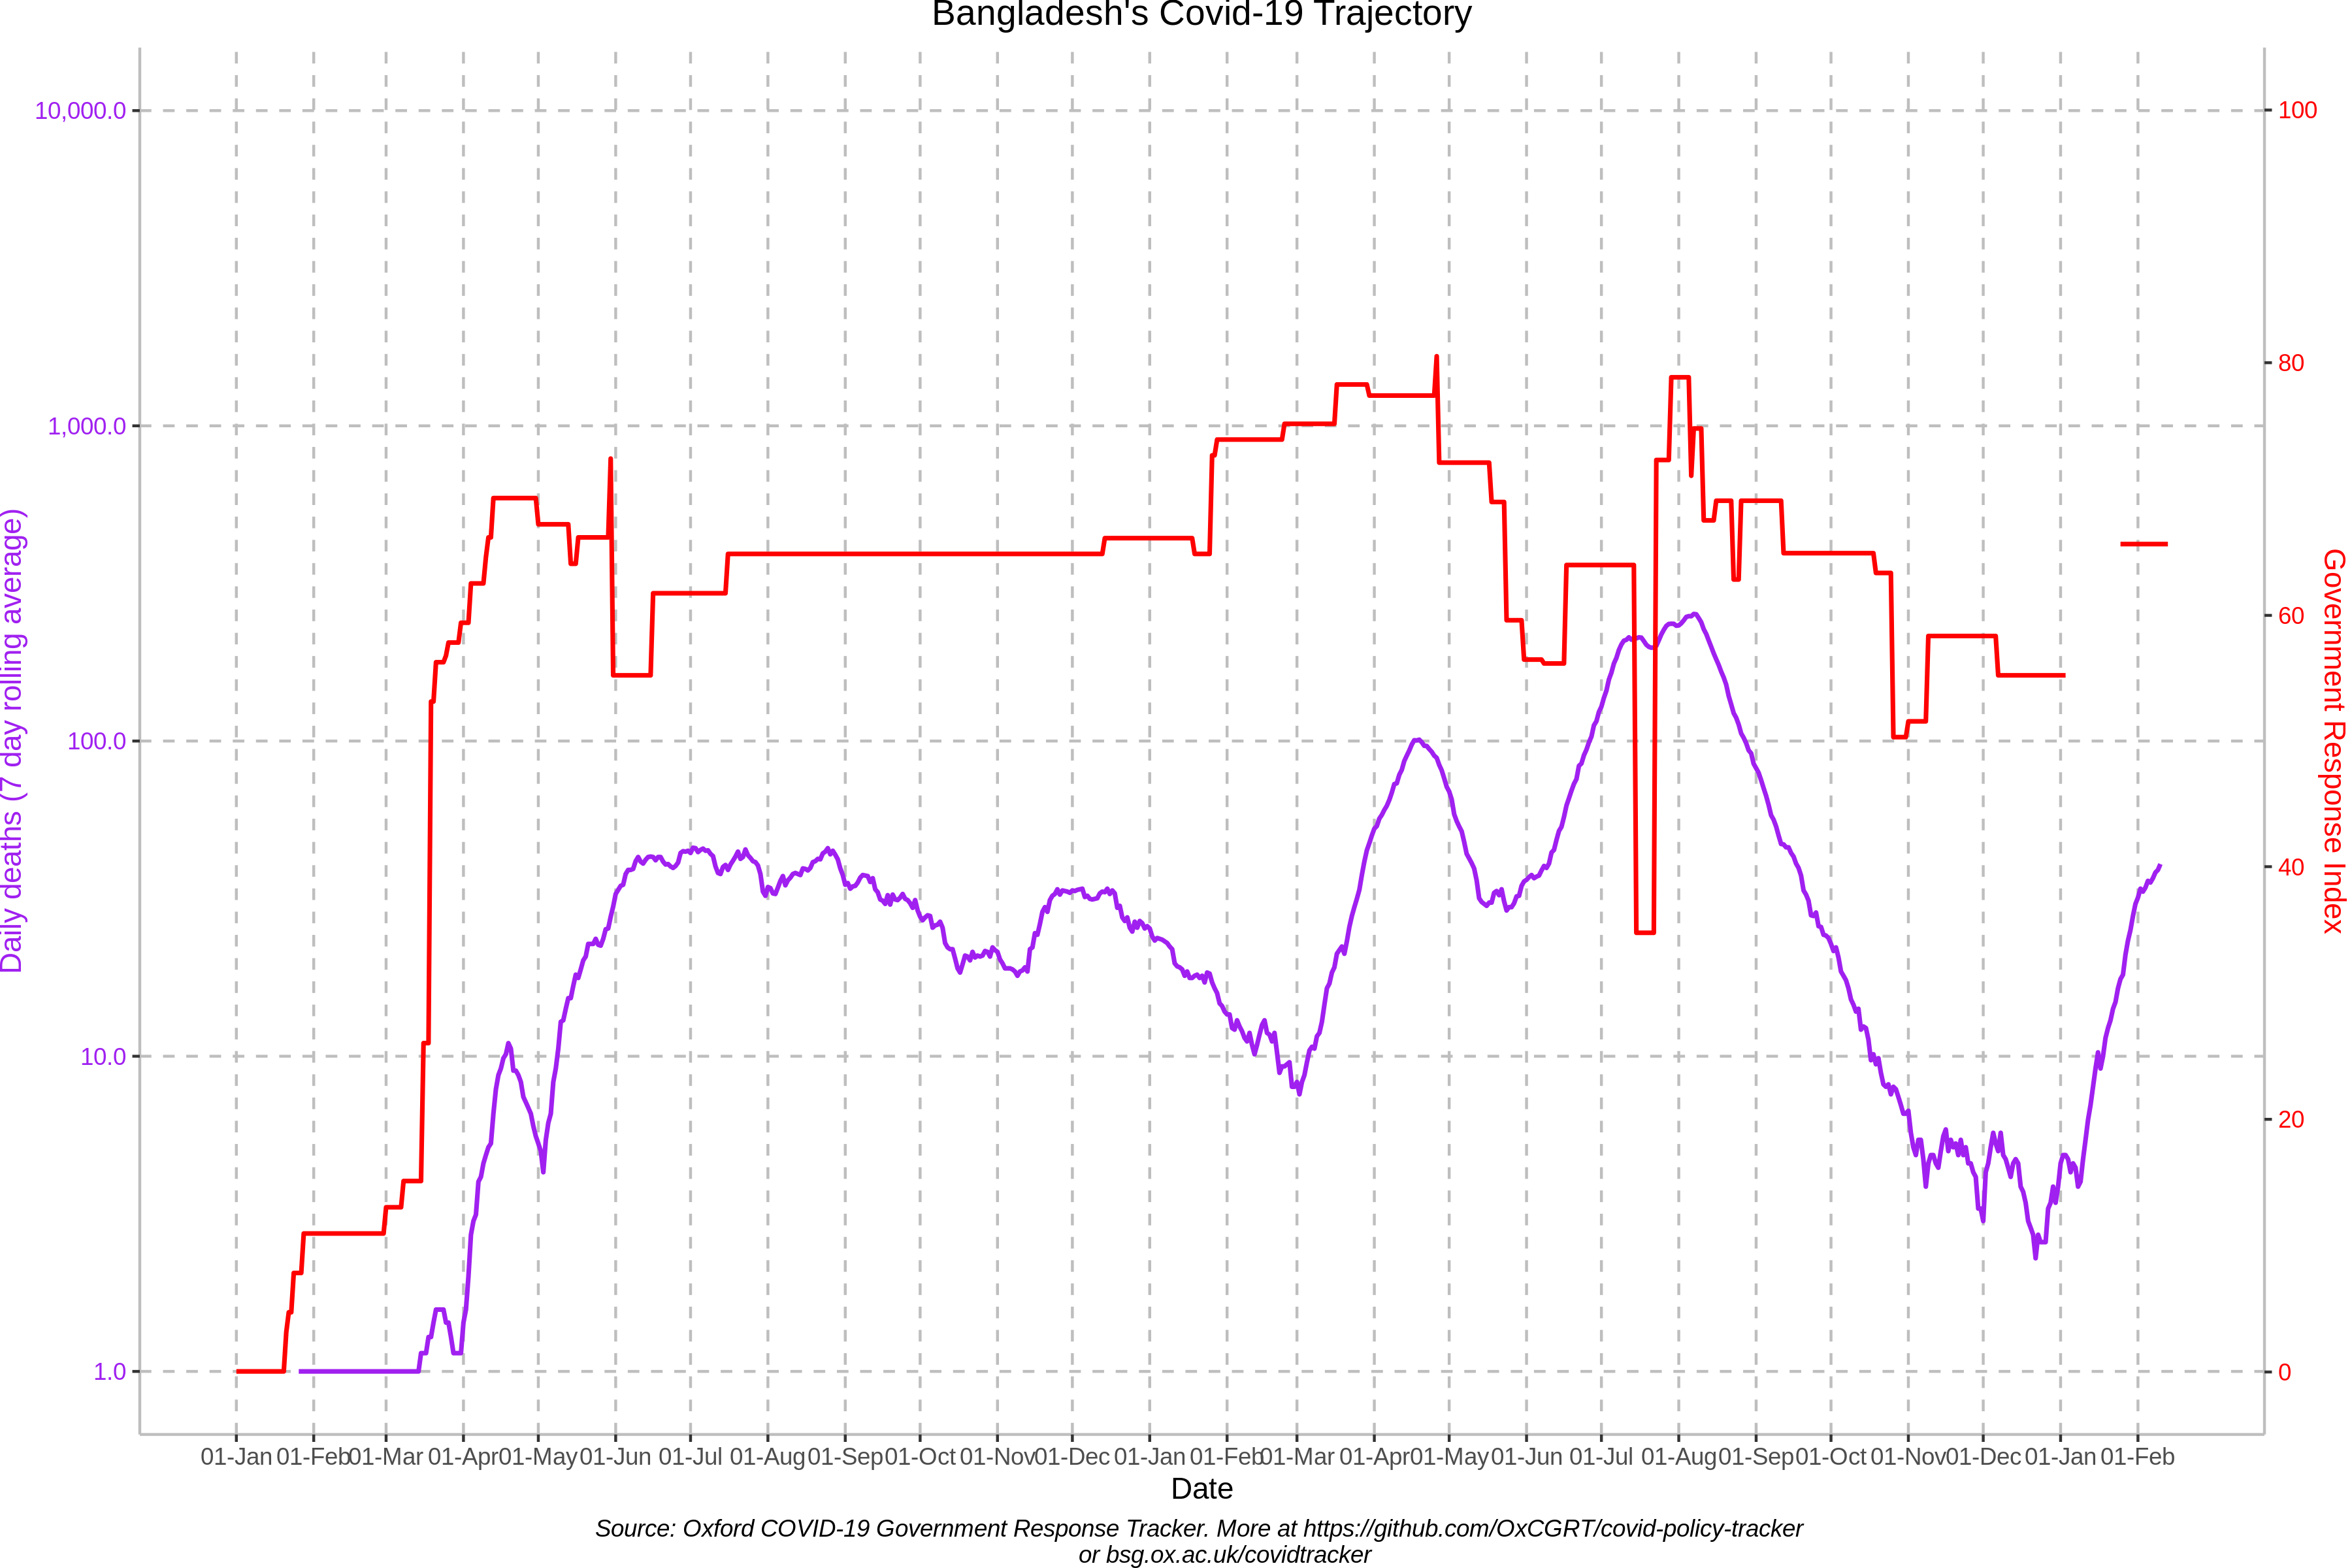 Bangladesh's Covid-19 Trajectory
10,000.0
1,000.0
100.0
10.0
1.0
Daily deaths (7 day rolling average)
100
80
60
40
20
0
Government Response Index
01-Jan 01-Feb 01-Mar 01-Apr 01-May 01-Jun 01-Jul 01-Aug 01-Sep 01-Oct 01-Nov 01-Dec 01-Jan 01-Feb 01-Mar 01-Apr 01-May 01-Jun 01-Jul 01-Aug 01-Sep 01-Oct 01-Nov 01-Dec 01-Jan 01-Feb
Date
Source: Oxford COVID-19 Government Response Tracker. More at https://github.com/OxCGRT/covid-policy-tracker
or bsg.ox.ac.uk/covidtracker